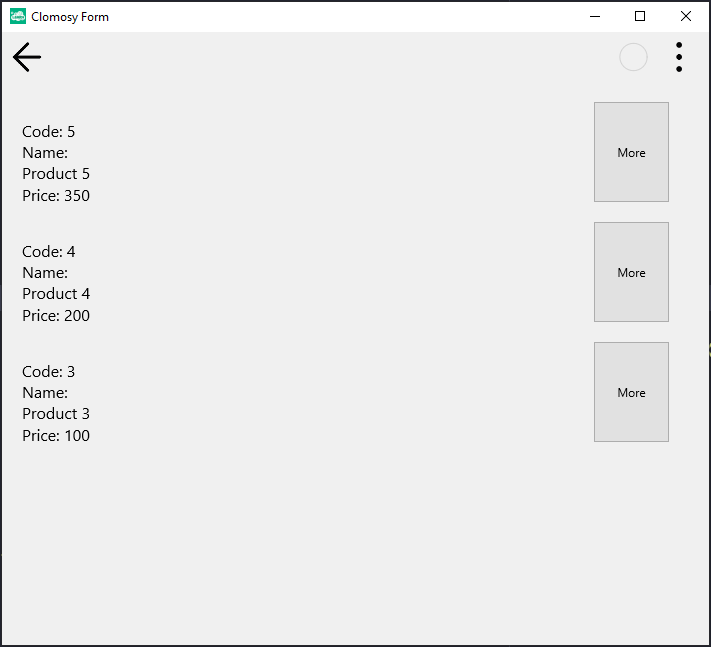 Clomosy Form
Code: 5
Name:
Product 5
Price: 350
More
Code: 4
Name:
Product 4
Price: 200
More
Code: 3
Name:
Product 3
Price: 100
More